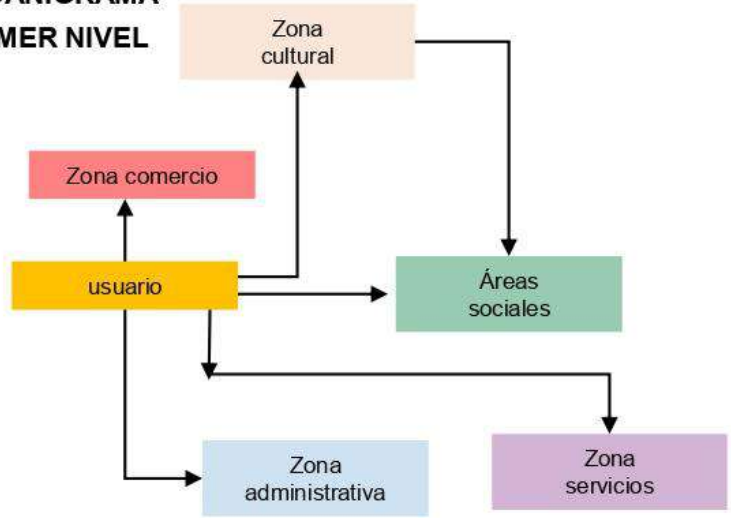 MER NIVEL
Zona
cultural
Zona comercio
usuario
Áreas
sociales
Zona
administrativa
Zona
servicios